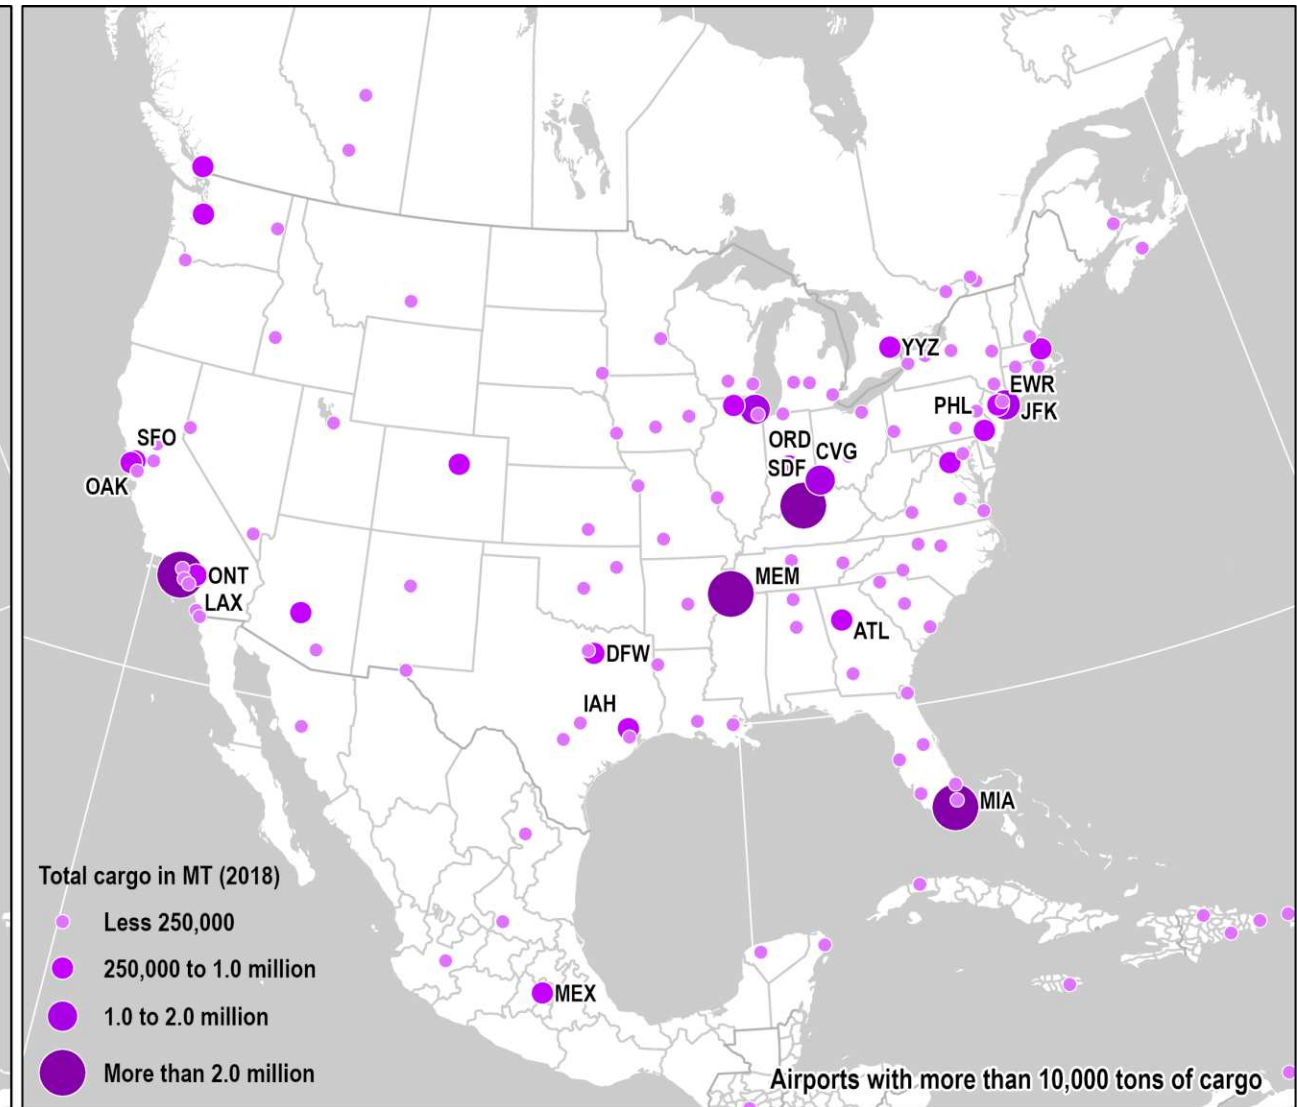 YYZ
EWR
PHL
JFK
SFO
ORD
CVG
SDF
OAK
ONT
MEM
LAX
ATL
DFW
IAH
MIA
Total cargo in MT (2018)
Less 250,000
250,000 to 1.0 million
MEX
1.0 to 2.0 million
More than 2.0 million
Airports with more than 10,000 tons of cargo